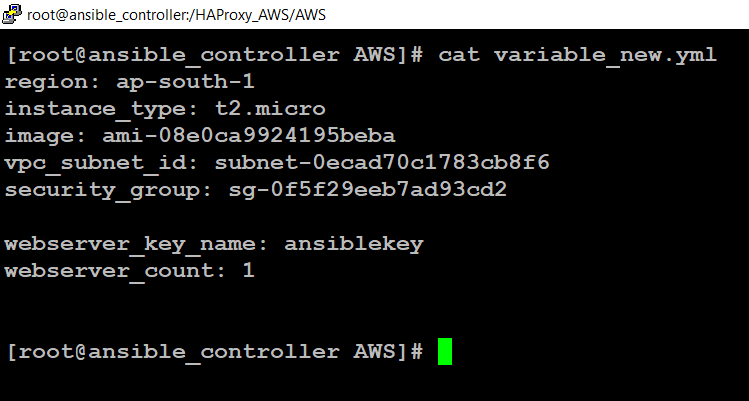 root@ansible_controller:/HAProxy_AWS/AWS
[root@ansible_controller AWS]# cat variable_new.yml
region: ap-south-1
instance_type: t2.micro
image: ami-08e0ca9924195beba
vpc_subnet_id: subnet-0ecad70c1783cb8f6
security_group: sg-0f5f29eeb7ad93cd2
webserver_key_name: ansiblekey
webserver_count: 1
[root@ansible_controller AWS]#